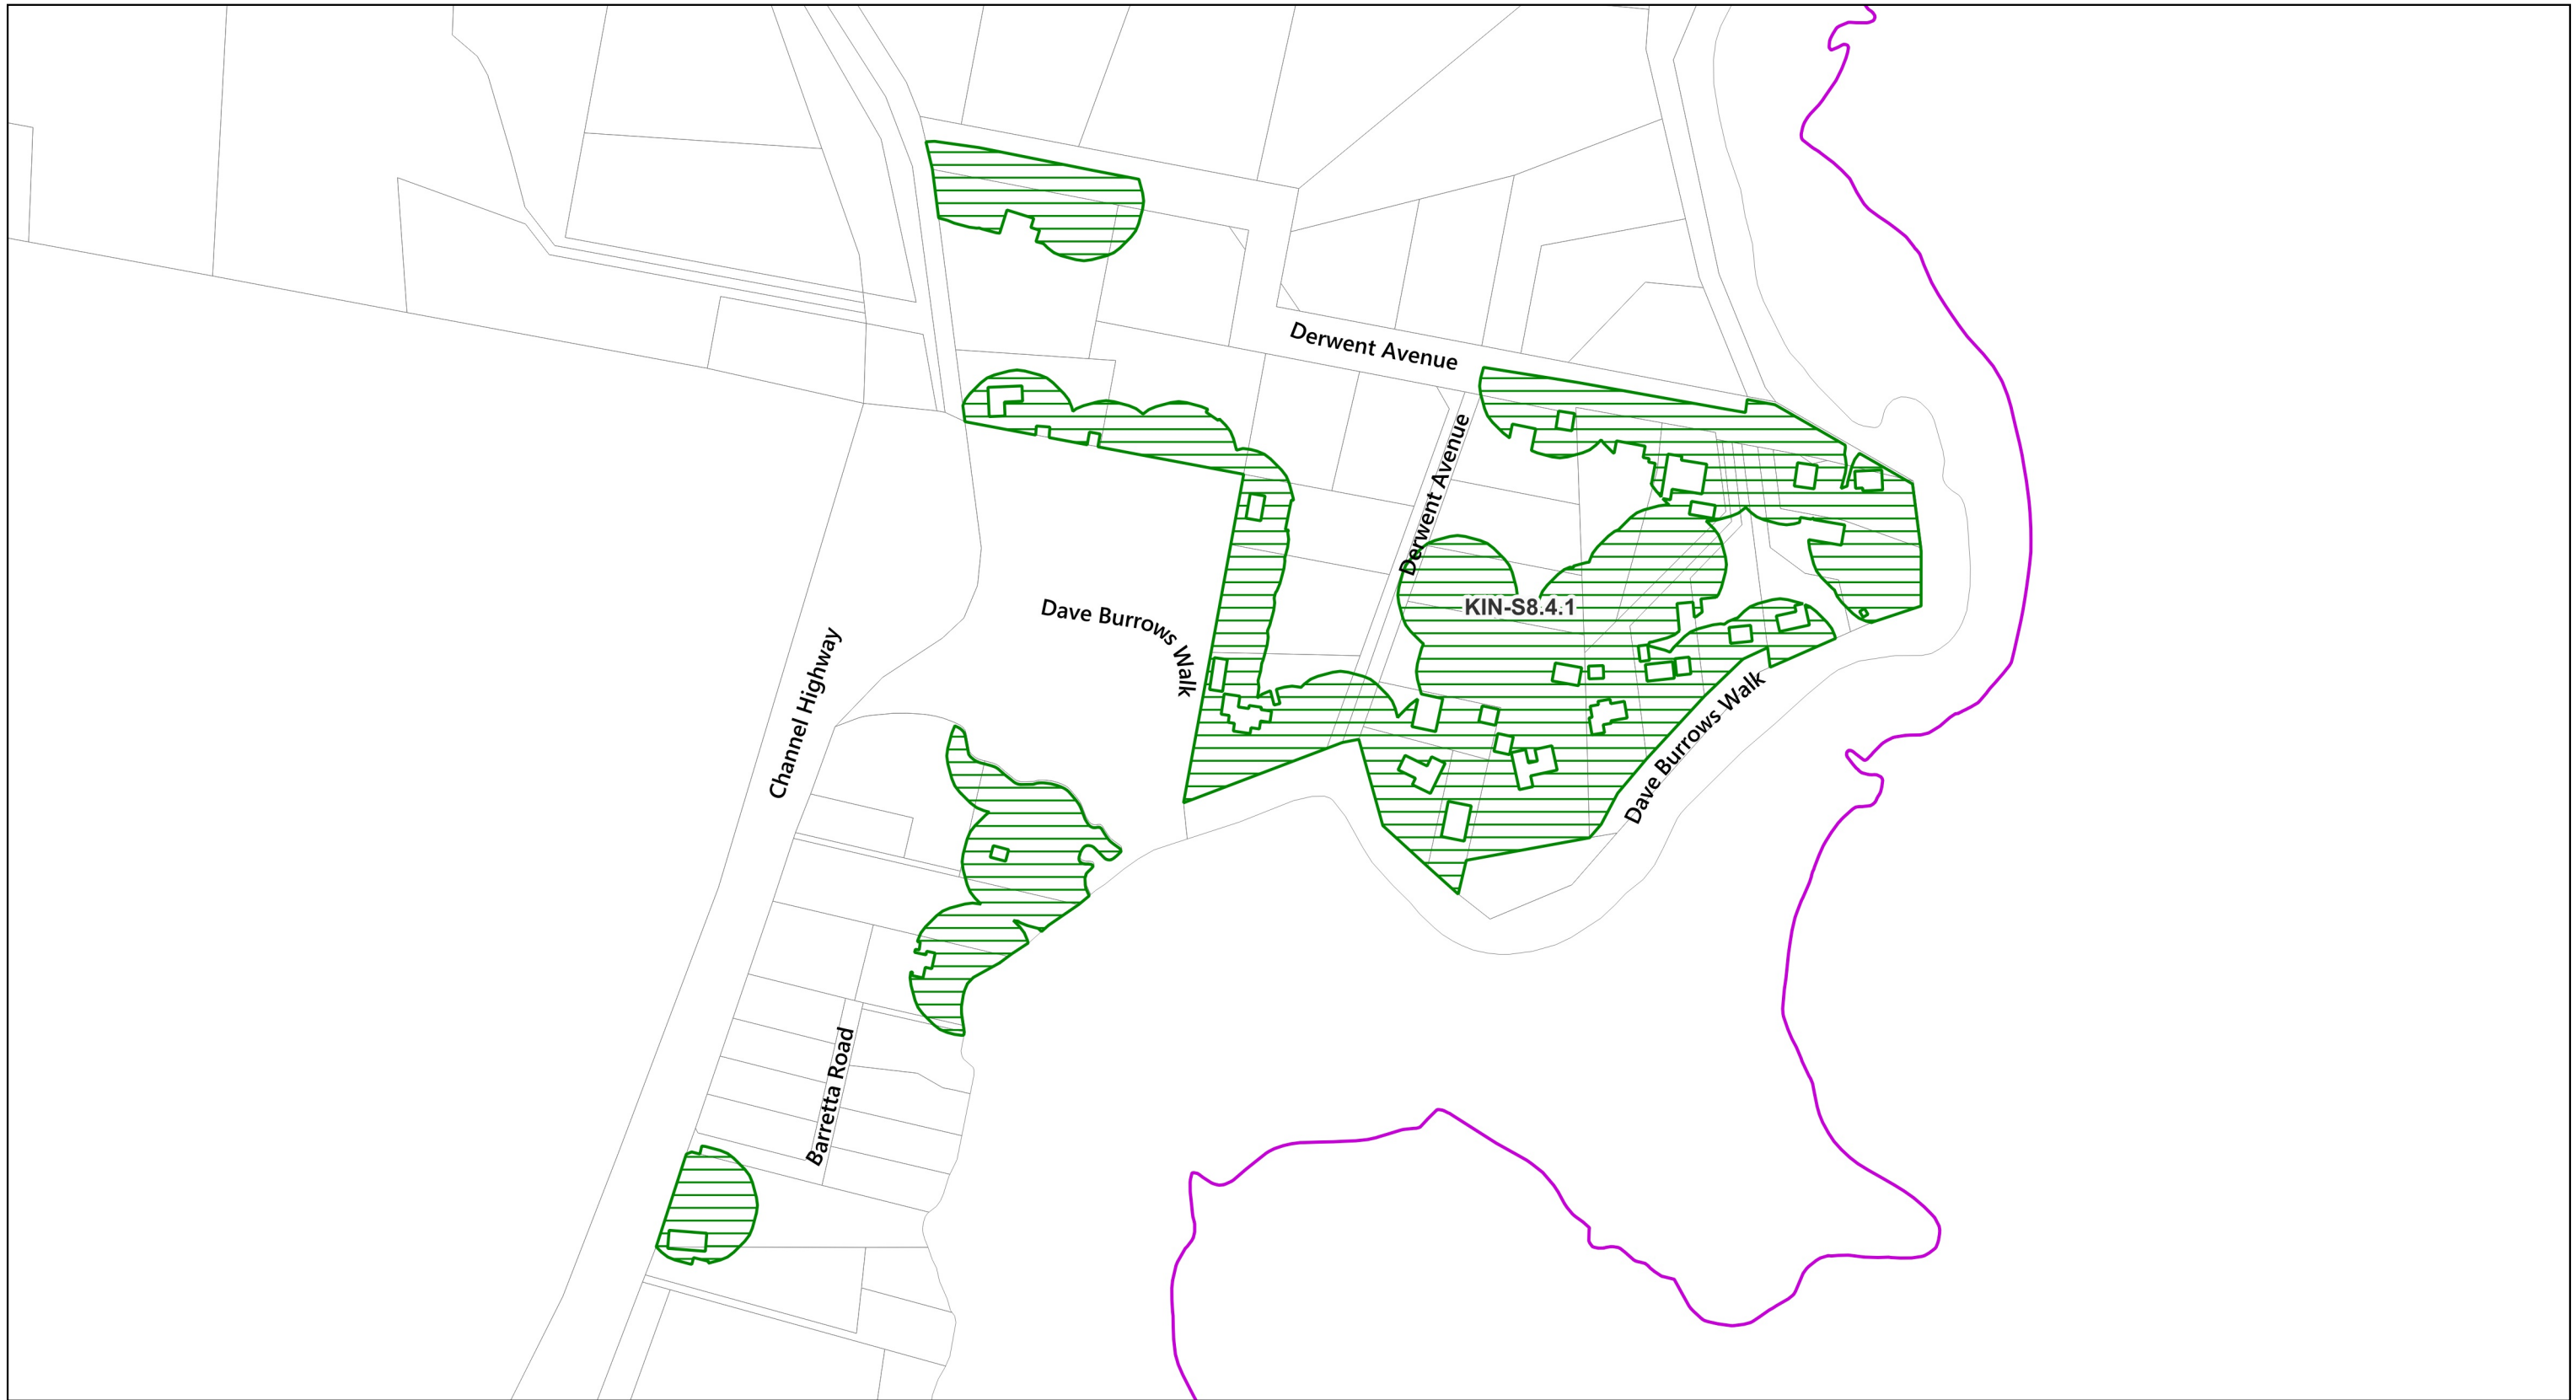 Derwent Avenue
Derwent Avenue
KIN-S8.4.1
Dave Burrows Walk
Channel Highway
Dave Burrows Walk
Barretta Road